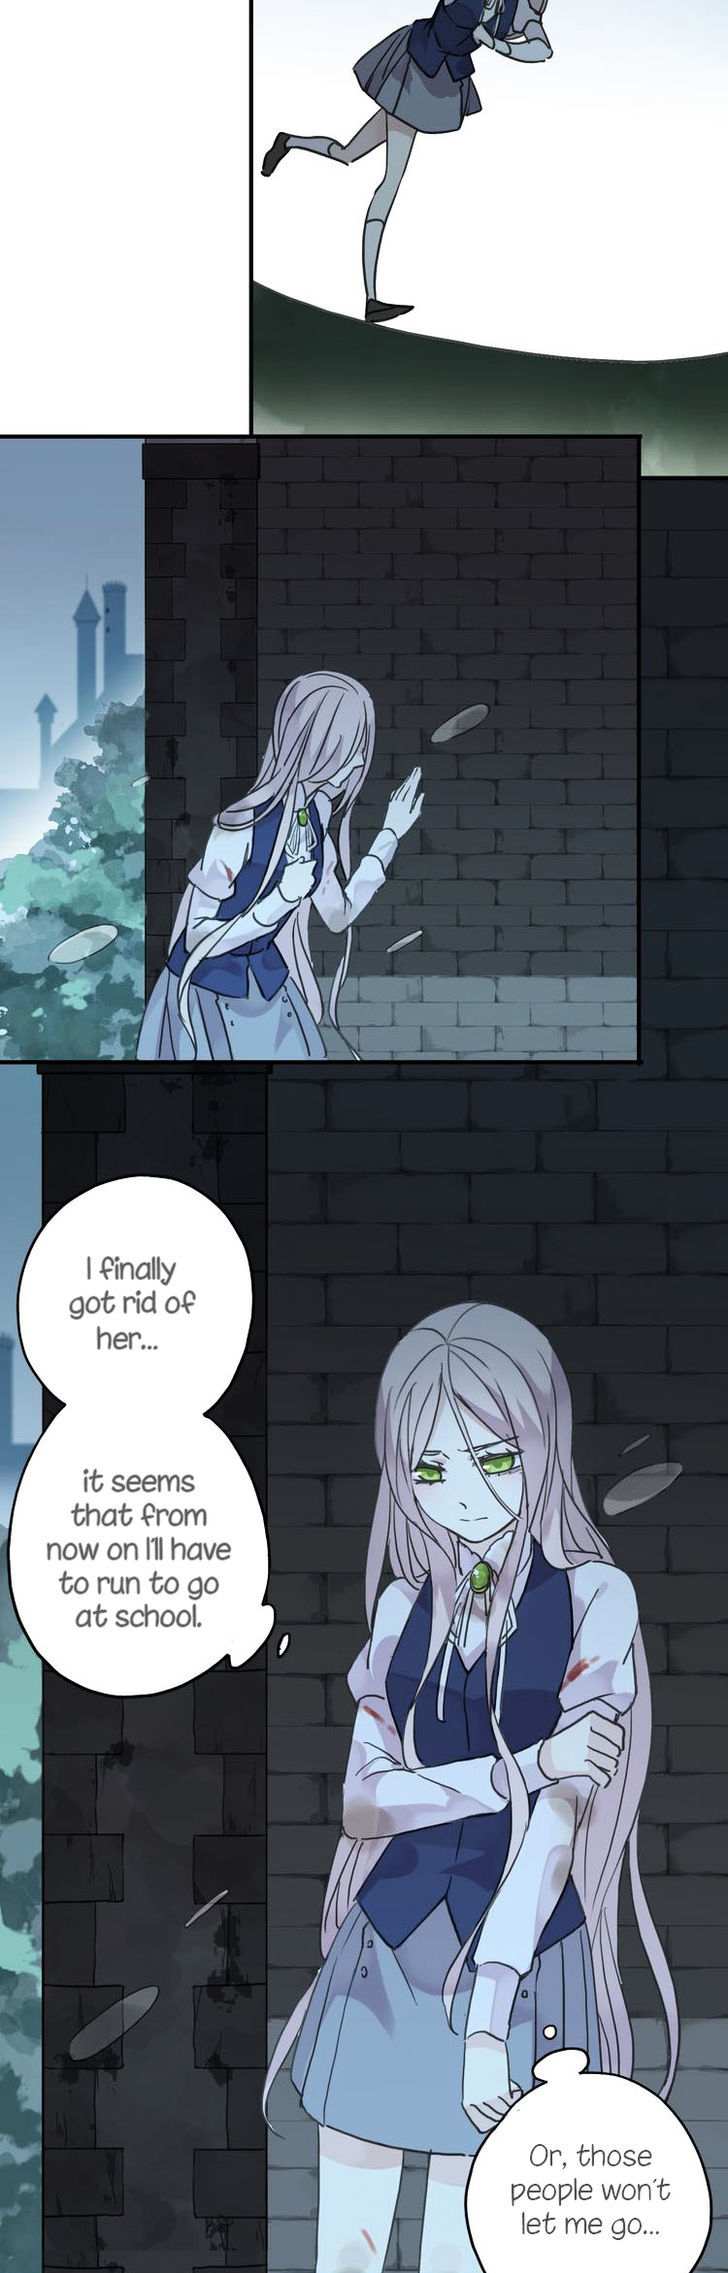 I finally
got rid of
her...
it seems
that from
now on I'll have
to run to go
at school.
Or, those
people won't
let me go...